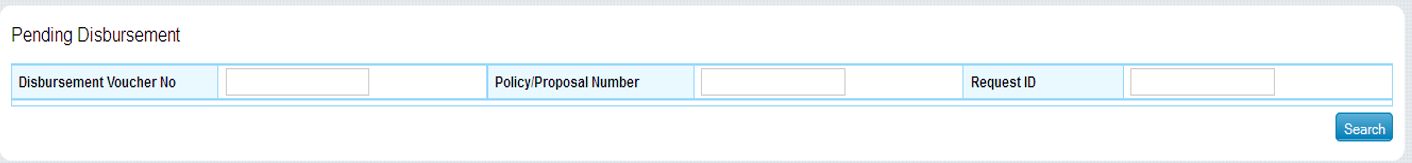 Pending Disbursement
Disbursement Voucher No Policy/Proposal Number Request ID
Search